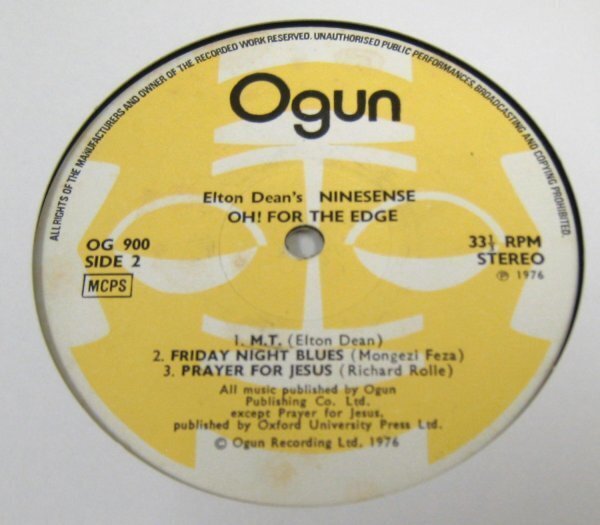 ALL RIGHTS OF THE MANUFACTURERS AND OWNER OF THE RECORDED WORK RESERVED. UNAUTHORISED PUBLIC PERFORMANCES, BROADCASTING AND COPYING PROHIBITED.
Ogun
Elton Dean's NINESENSE
OH! FOR THE EDGE
OG 900
SIDE 2
MCPS
33⅓ RPM
STEREO
℗ 1976
1. M.T. (Elton Dean)
2. FRIDAY NIGHT BLUES (Mongezi Feza)
3. PRAYER FOR JESUS (Richard Rolle)
All music published by Ogun
Publishing Co. Ltd.
except Prayer for Jesus,
published by Oxford University Press Ltd.
© Ogun Recording Ltd. 1976